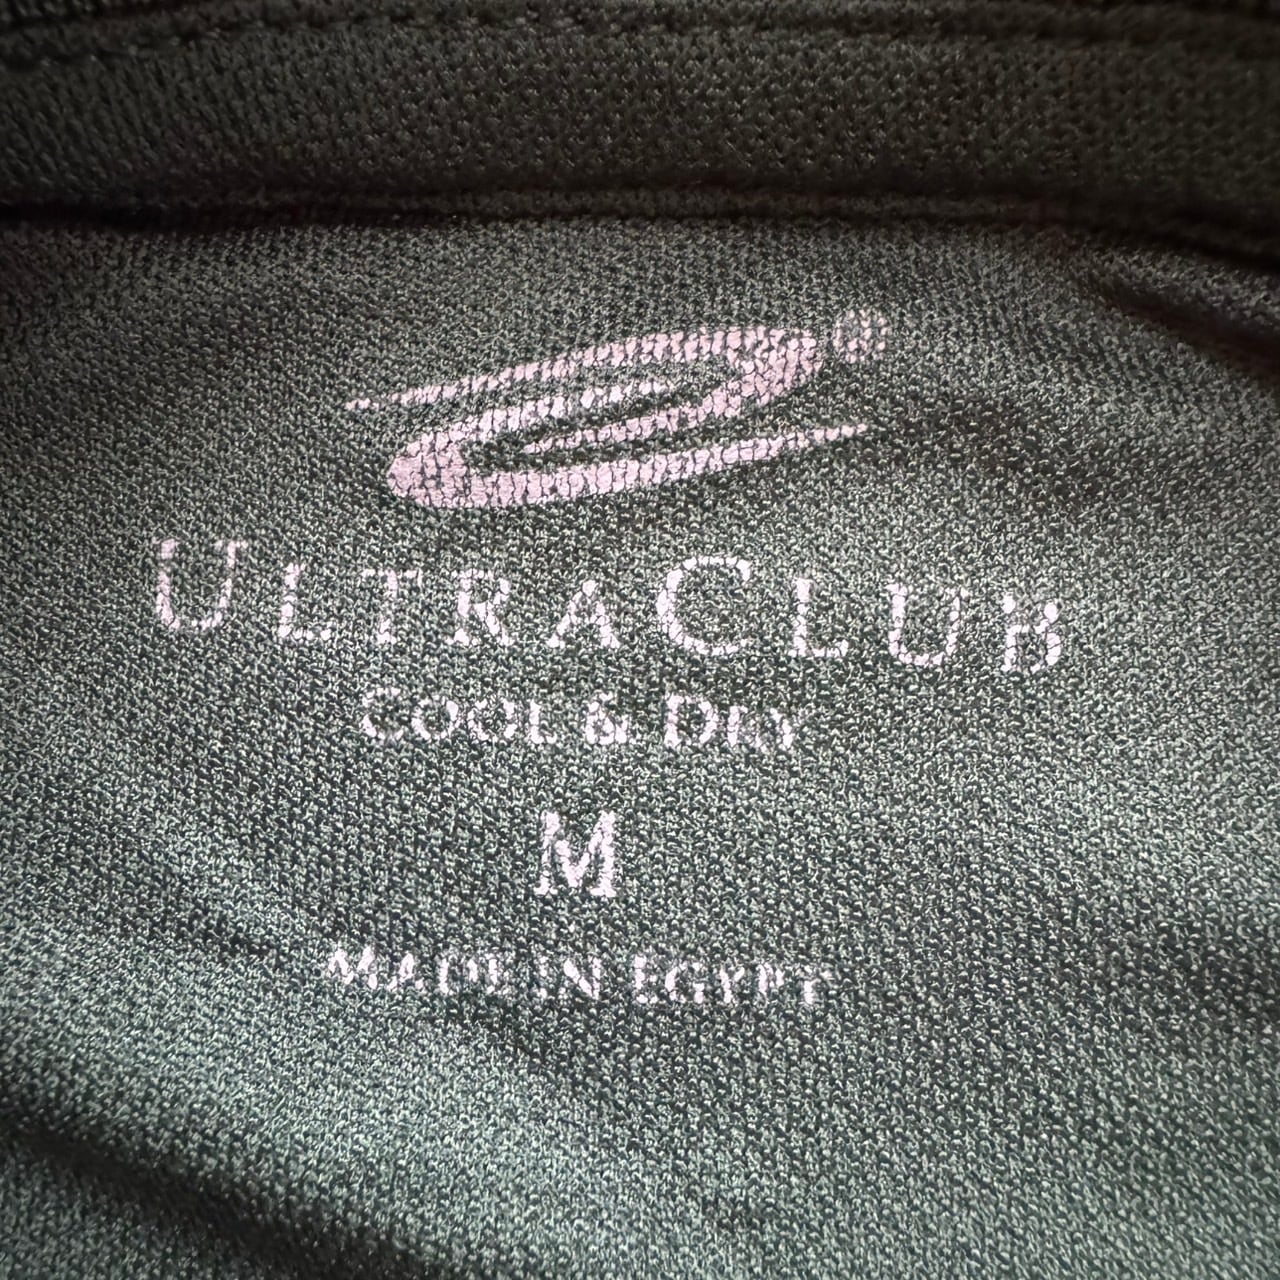 ULTRACLUB
COOL & DRY
M
MADE IN EGYPT